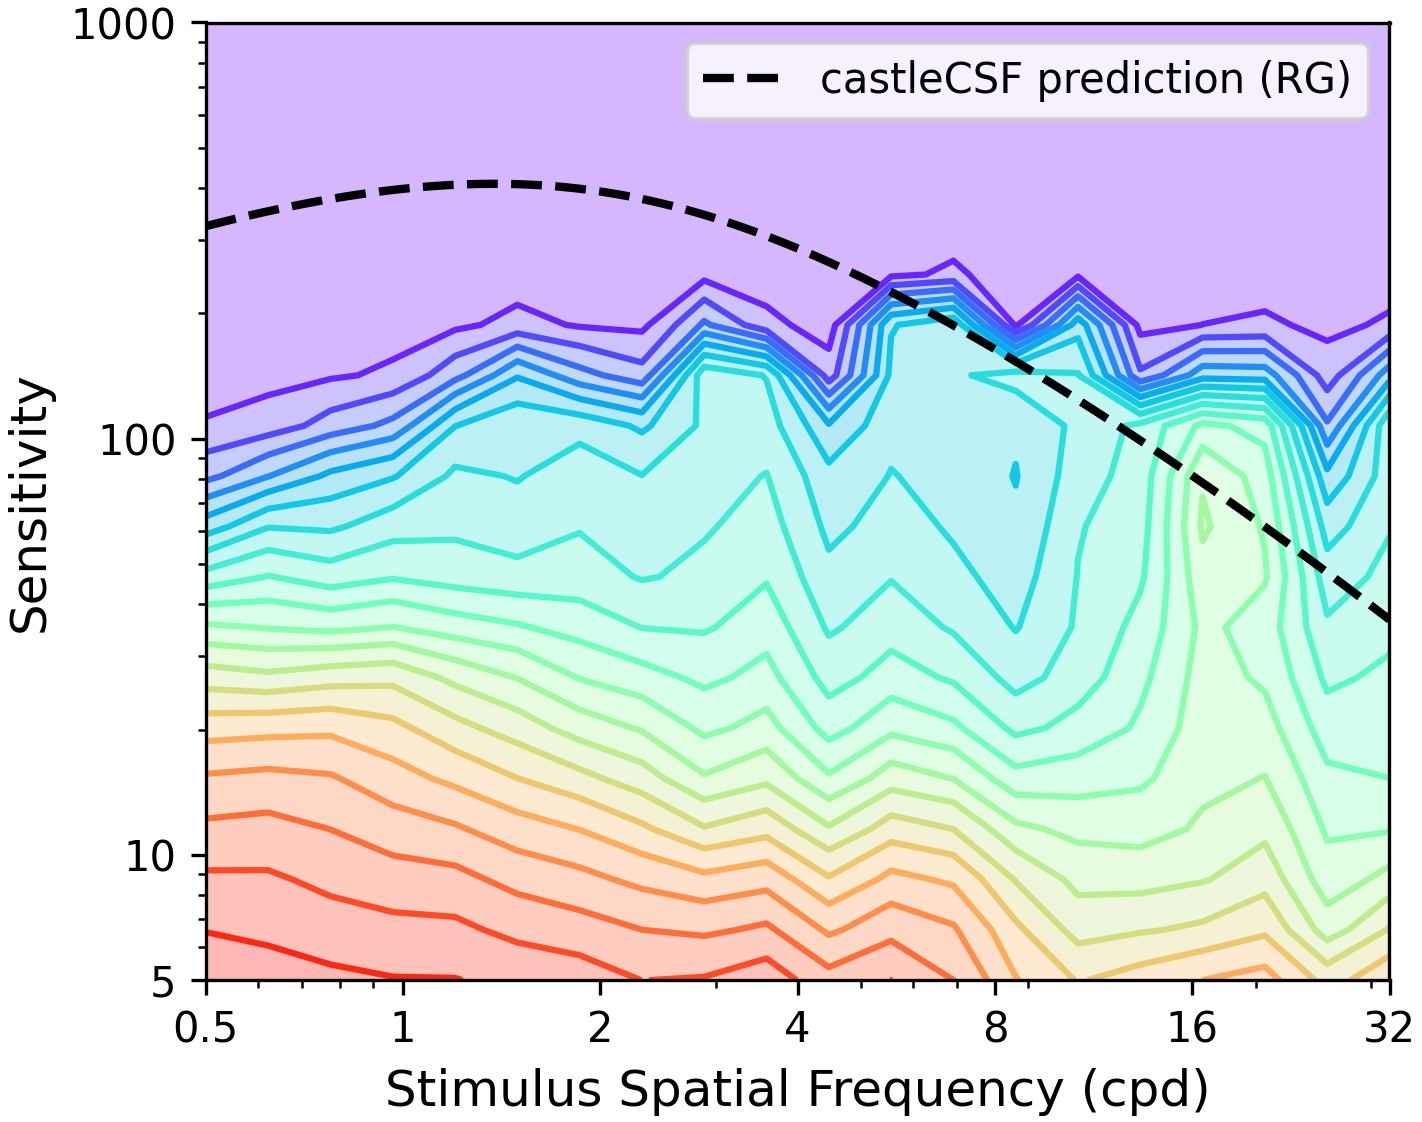 1000
castleCSF prediction (RG)
Sensitivity
100
10
5
0.5 1 2 4 8 16 32
Stimulus Spatial Frequency (cpd)